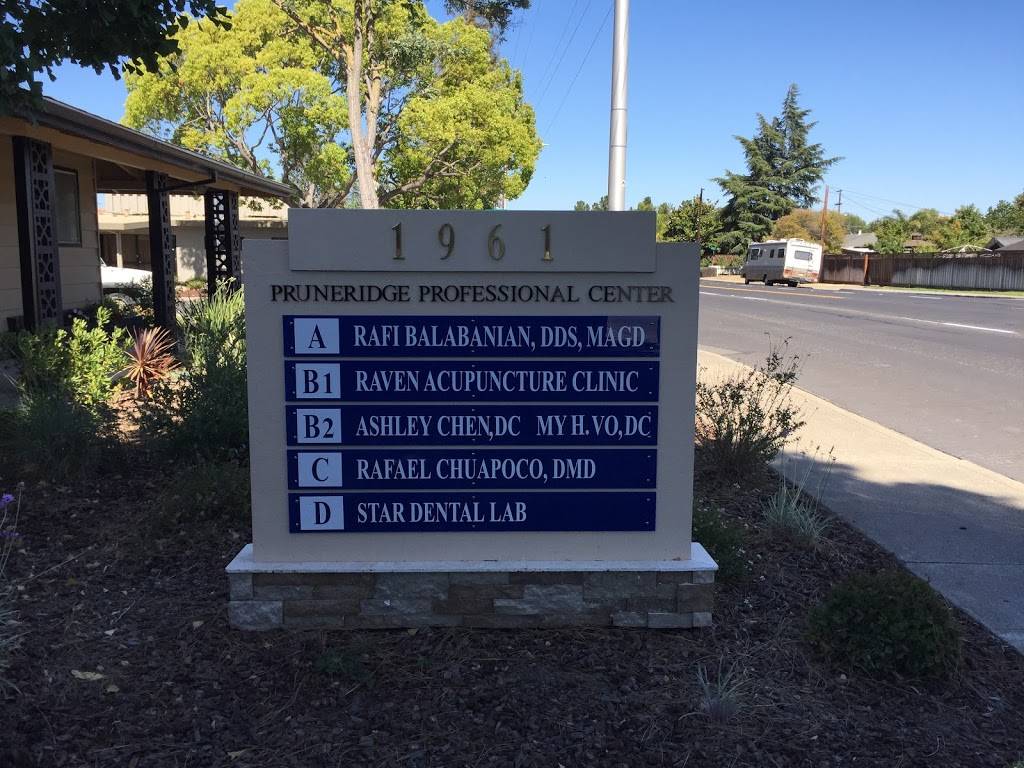 1961
PRUNERIDGE PROFESSIONAL CENTER
A RAFI BALABANIAN, DDS, MAGD
B1 RAVEN ACUPUNCTURE CLINIC
B2 ASHLEY CHEN,DC MY H. VO,DC
C RAFAEL CHUAPOCO, DMD
D STAR DENTAL LAB